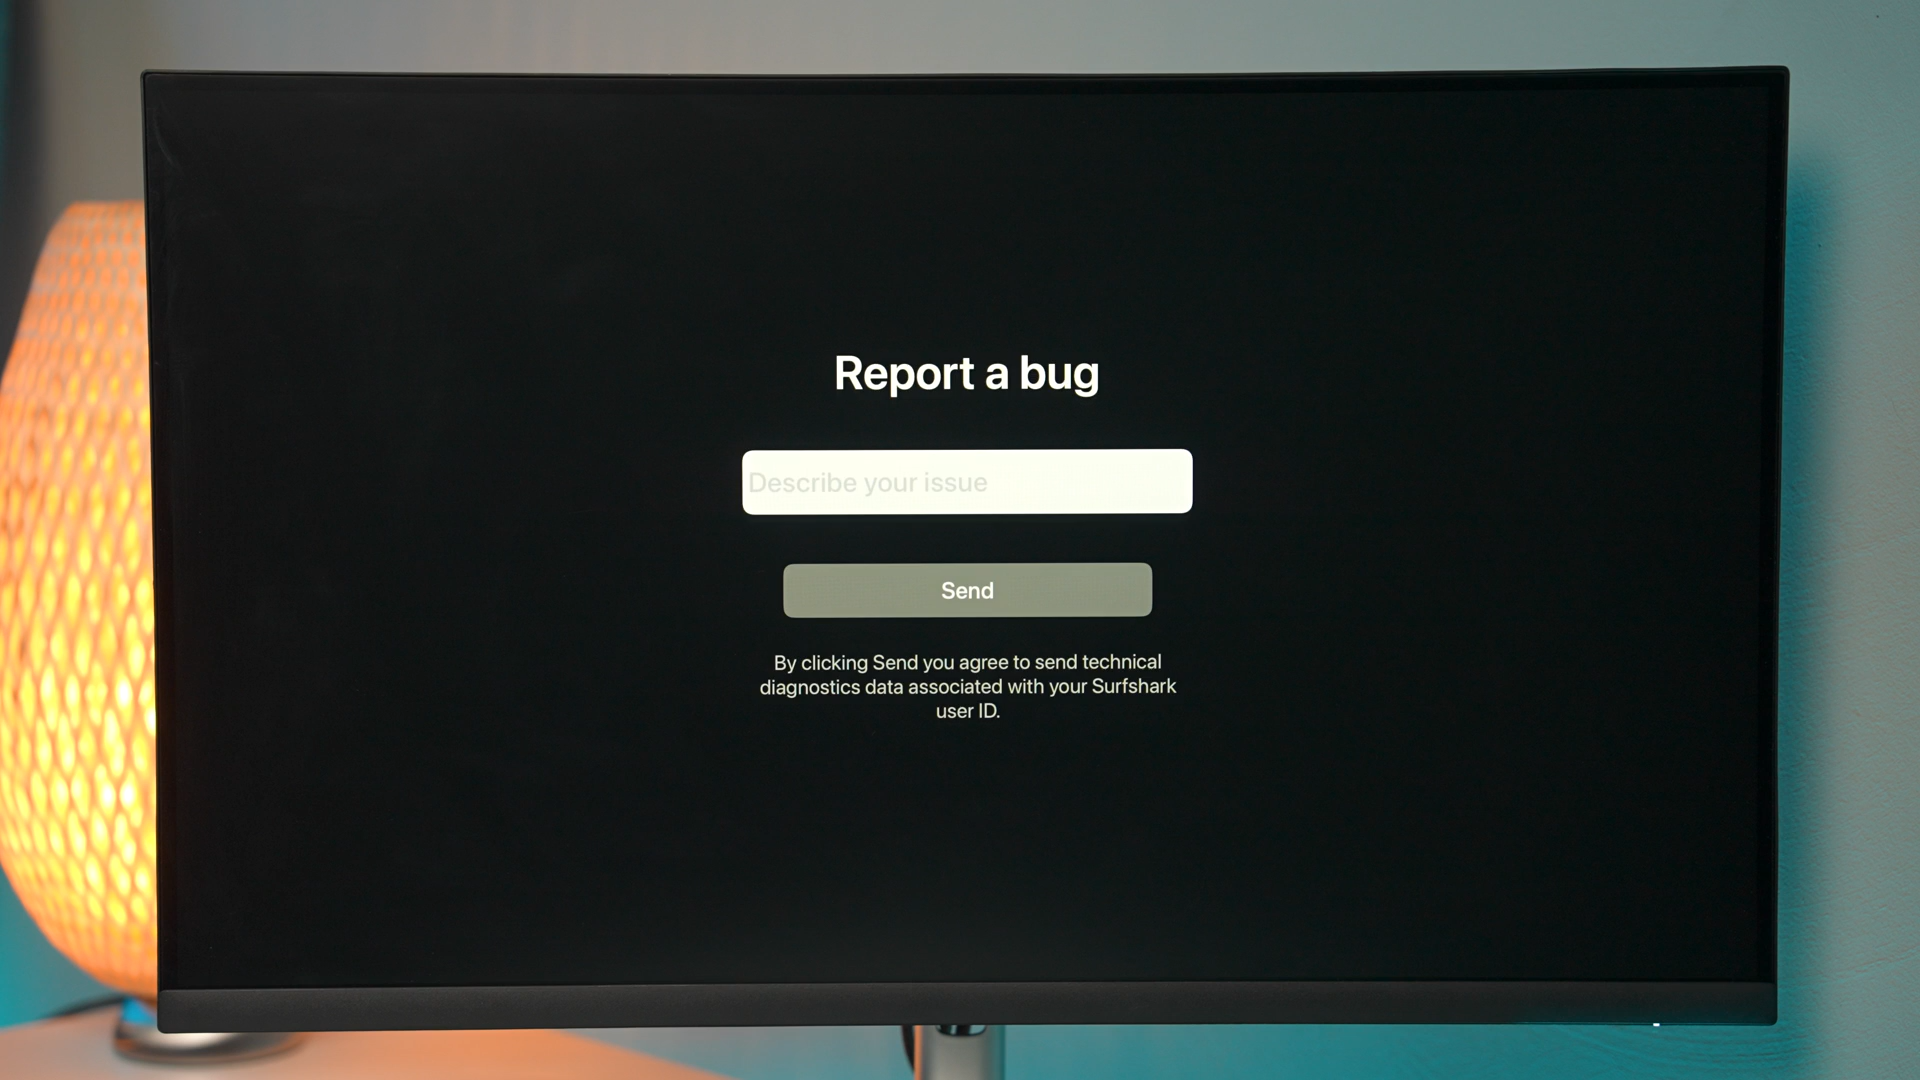 Report a bug
Describe your issue
Send
By clicking Send you agree to send technical
diagnostics data associated with your Surfshark
user ID.